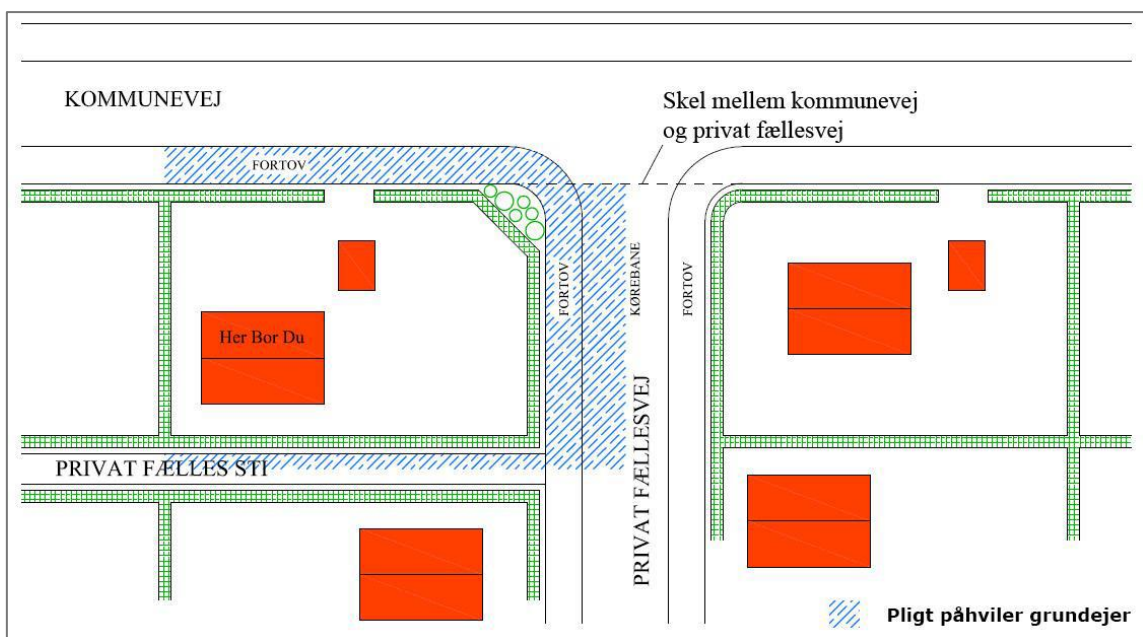 KOMMUNEVEJ
Skel mellem kommunevej
og privat fællesvej
FORTOV
FORTOV
KØREBANE
FORTOV
Her Bor Du
PRIVAT FÆLLESVEJ
PRIVAT FÆLLES STI
Pligt påhviler grundejer